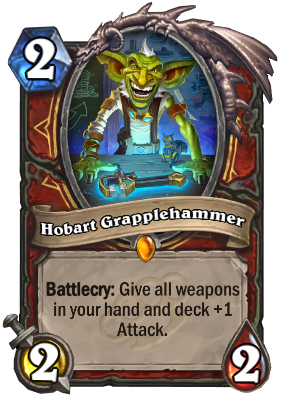 2
Hobart Grapplehammer
Battlecry: Give all weapons
in your hand and deck +1
Attack.
2
2